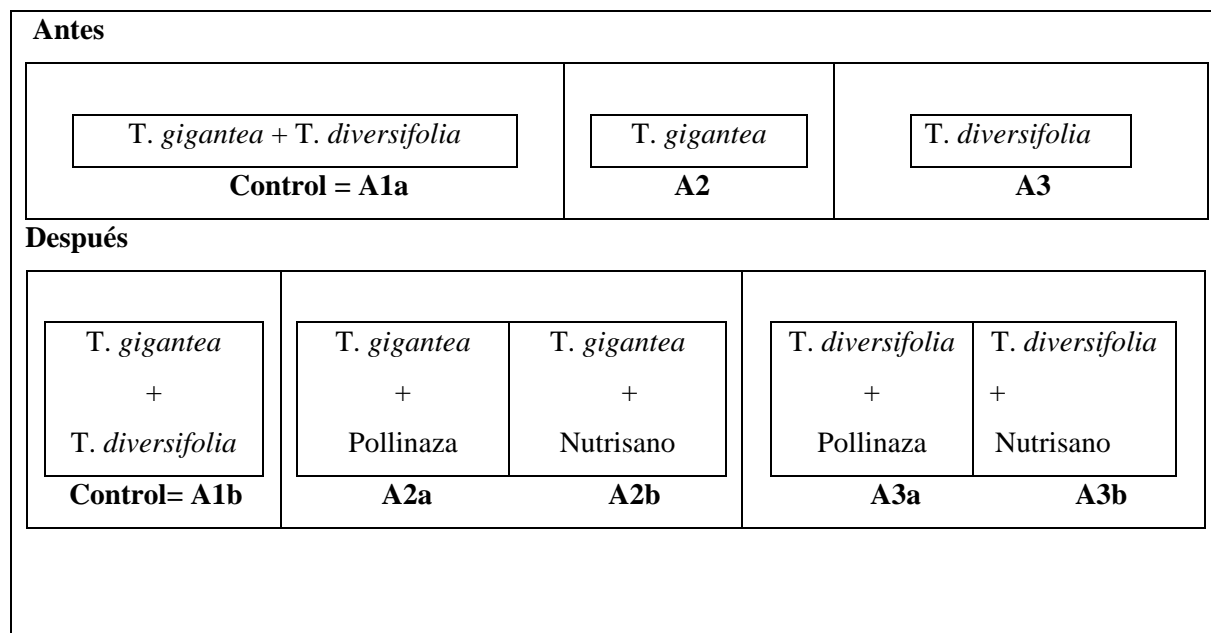 Antes
T. gigantea + T. diversifolia
T. gigantea
T. diversifolia
Control = A1a
A2
A3
Después
T. gigantea
+
T. diversifolia
T. gigantea
+
Pollinaza
T. gigantea
+
Nutrisano
T. diversifolia
+
Pollinaza
T. diversifolia
+
Nutrisano
Control= A1b
A2a
A2b
A3a
A3b